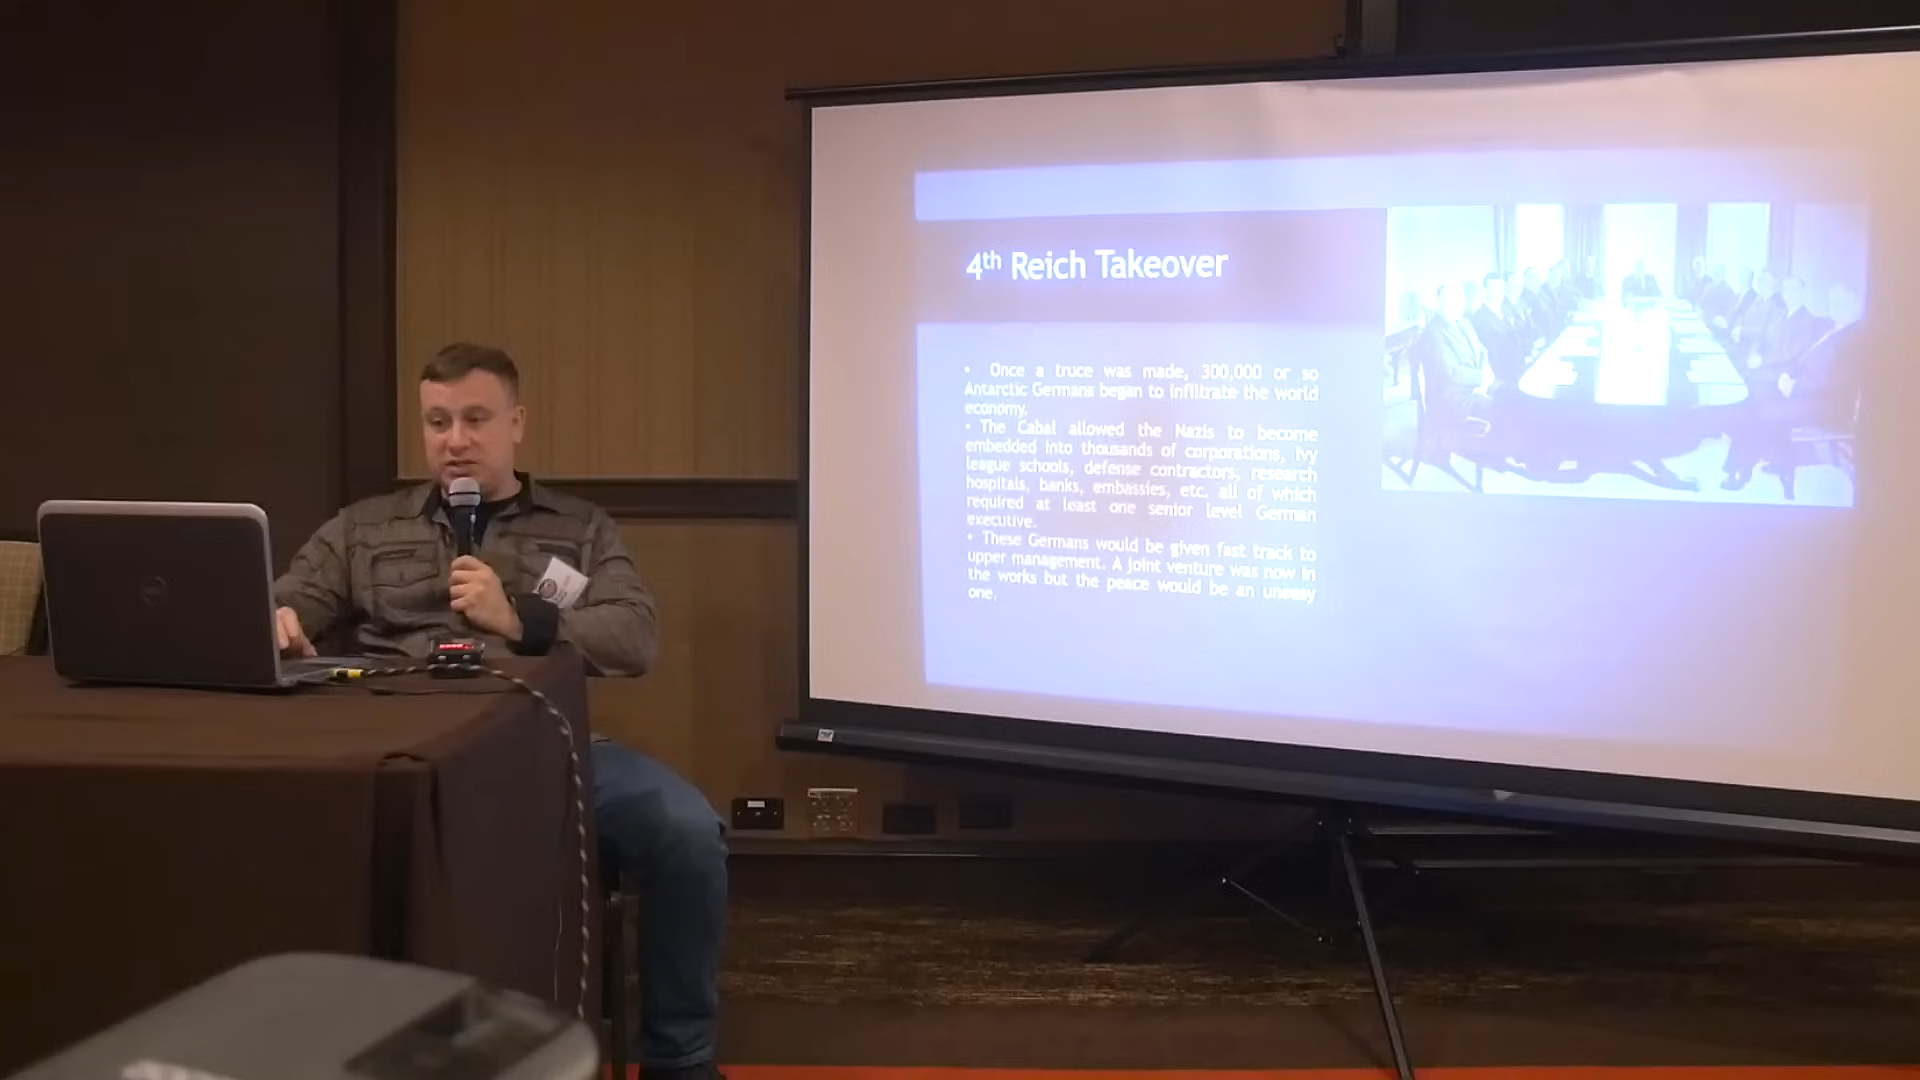 4th Reich Takeover
• Once a truce was made, 300,000 or so
Antarctic Germans began to infiltrate the world
economy.
• The Cabal allowed the Nazis to become
embedded into thousands of corporations, ivy
league schools, defense contractors, research
hospitals, banks, embassies, etc. all of which
required at least one senior level German
executive.
• These Germans would be given fast track to
upper management. A joint venture was now in
the works but the peace would be an uneasy
one.